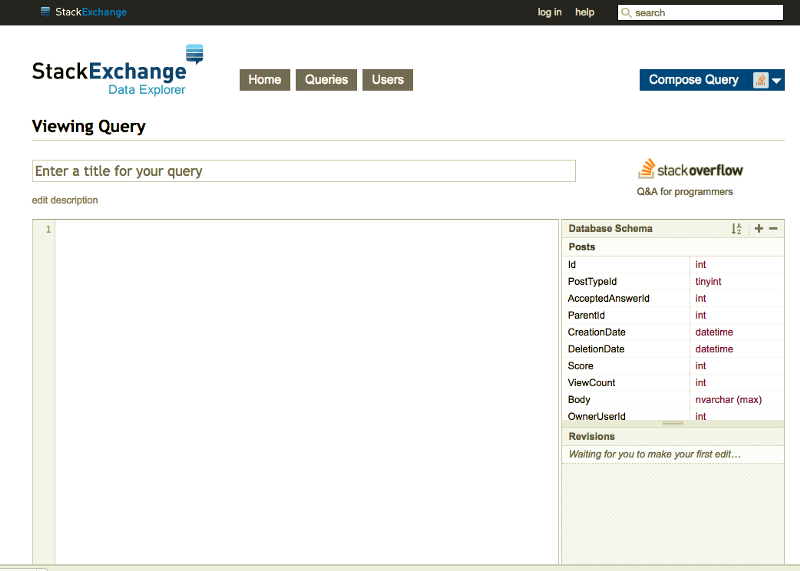 StackExchange log in help search
StackExchange
Data Explorer
Home Queries Users Compose Query
Viewing Query
Enter a title for your query
stackoverflow
Q&A for programmers
edit description
1
Database Schema
Posts
Id int
PostTypeId tinyint
AcceptedAnswerId int
ParentId int
CreationDate datetime
DeletionDate datetime
Score int
ViewCount int
Body nvarchar (max)
OwnerUserId int
Revisions
Waiting for you to make your first edit…